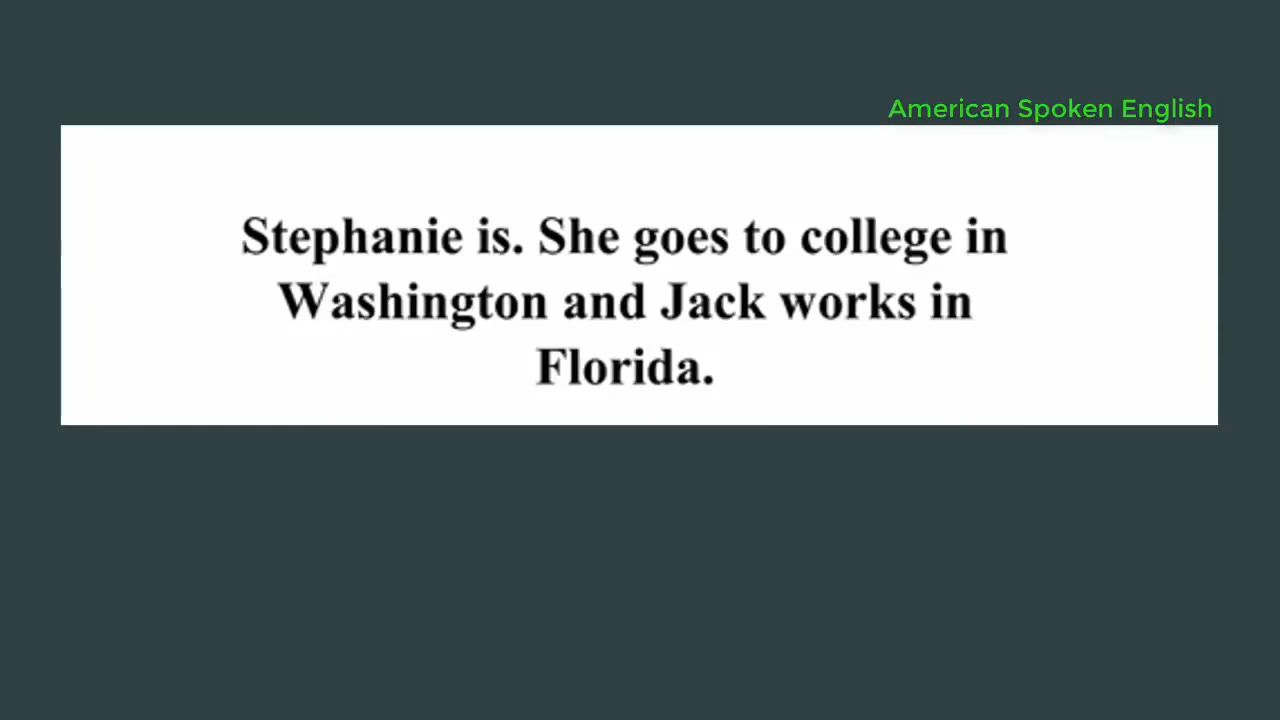 American Spoken English
Stephanie is. She goes to college in
Washington and Jack works in
Florida.